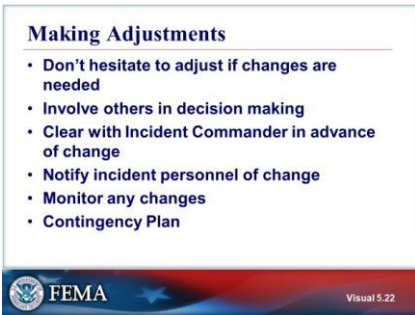 Making Adjustments
• Don't hesitate to adjust if changes are
needed
• Involve others in decision making
• Clear with Incident Commander in advance
of change
• Notify incident personnel of change
• Monitor any changes
• Contingency Plan
FEMA
Visual 5.22